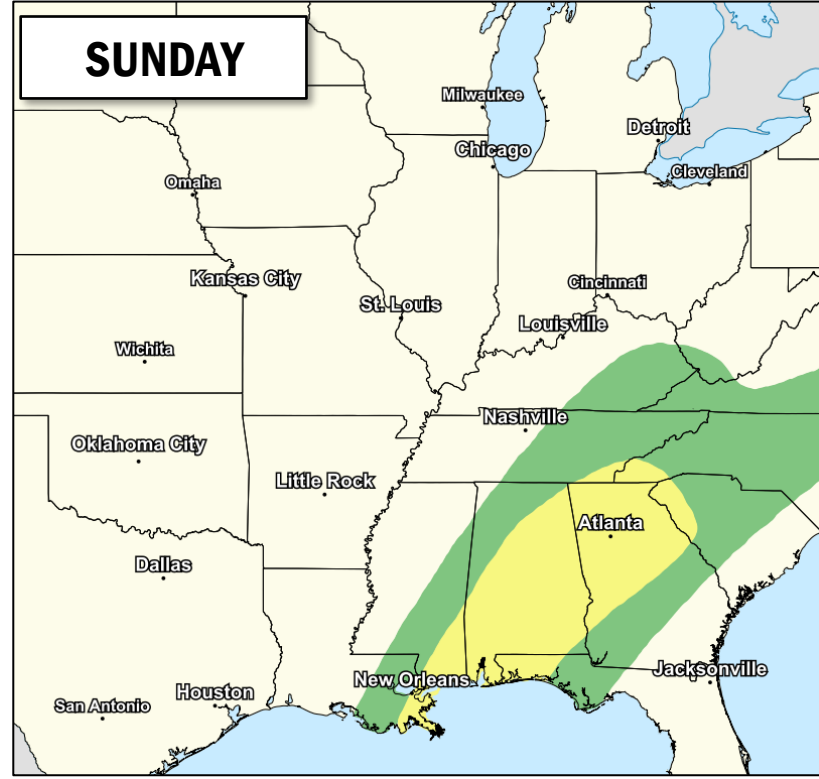 SUNDAY
Milwaukee
Detroit
Chicago
Cleveland
Omaha
Kansas City
Cincinnati
St. Louis
Louisville
Wichita
Nashville
Oklahoma City
Little Rock
Atlanta
Dallas
Jacksonville
New Orleans
Houston
San Antonio